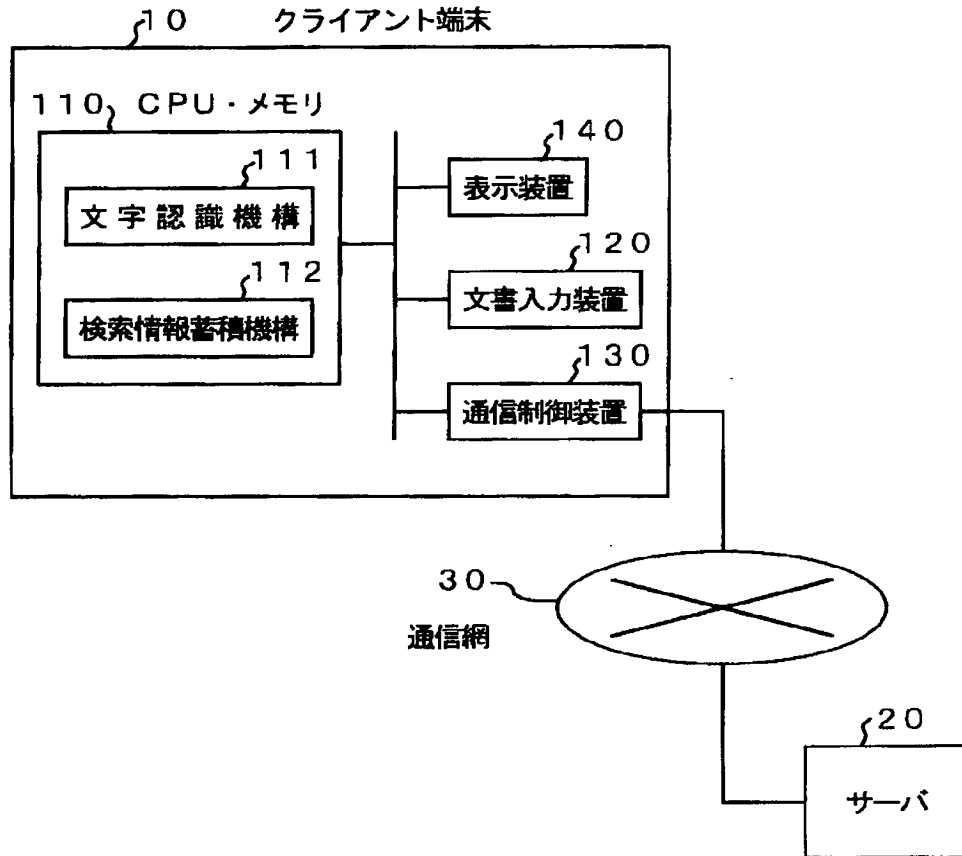 10 クライアント端末
110 CPU・メモリ
111
文字認識機構
112
検索情報蓄積機構
140
表示装置
120
文書入力装置
130
通信制御装置
30
通信網
20
サーバ